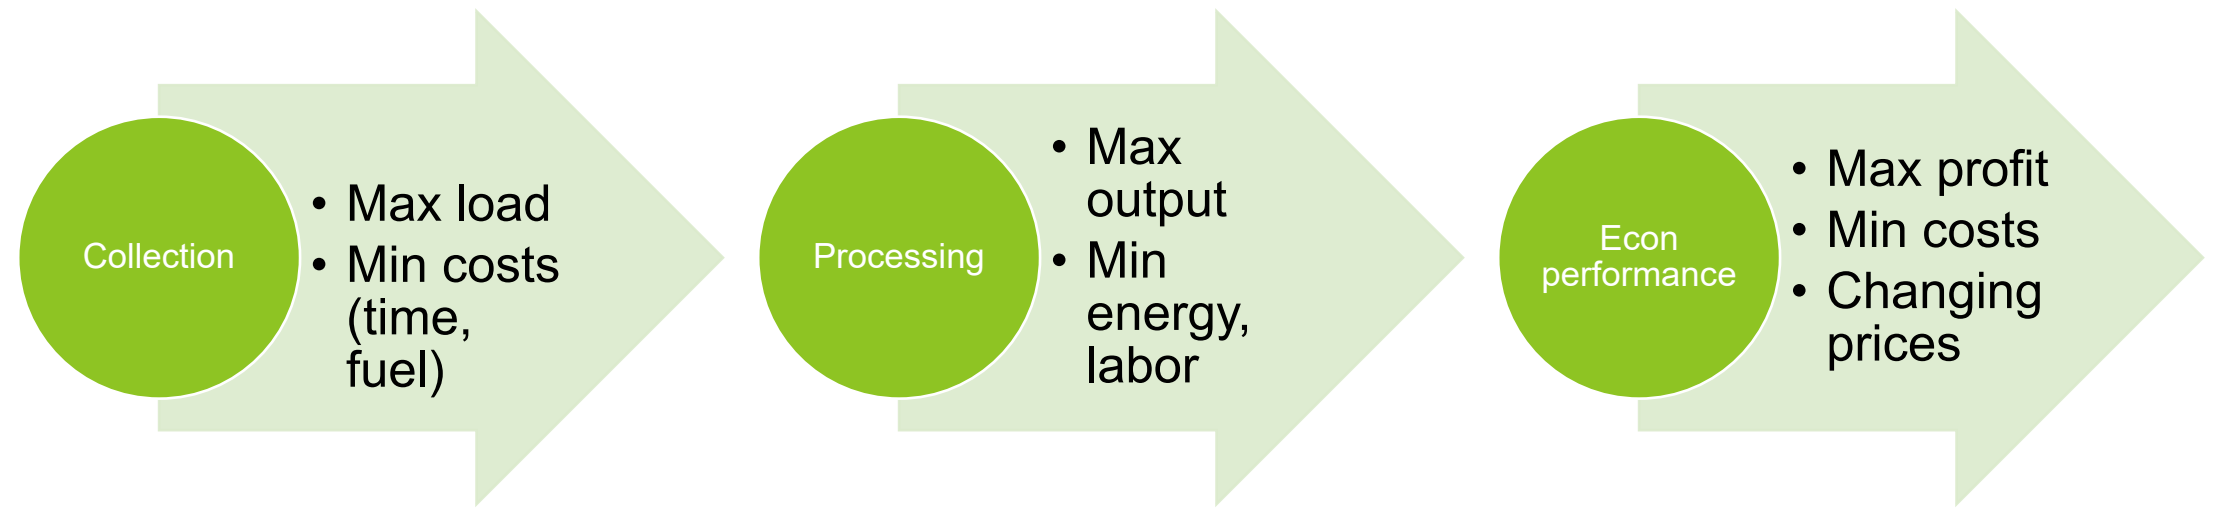 Collection
• Max load
• Min costs
(time,
fuel)
Processing
• Max
output
• Min
energy,
labor
Econ
performance
• Max profit
• Min costs
• Changing
prices